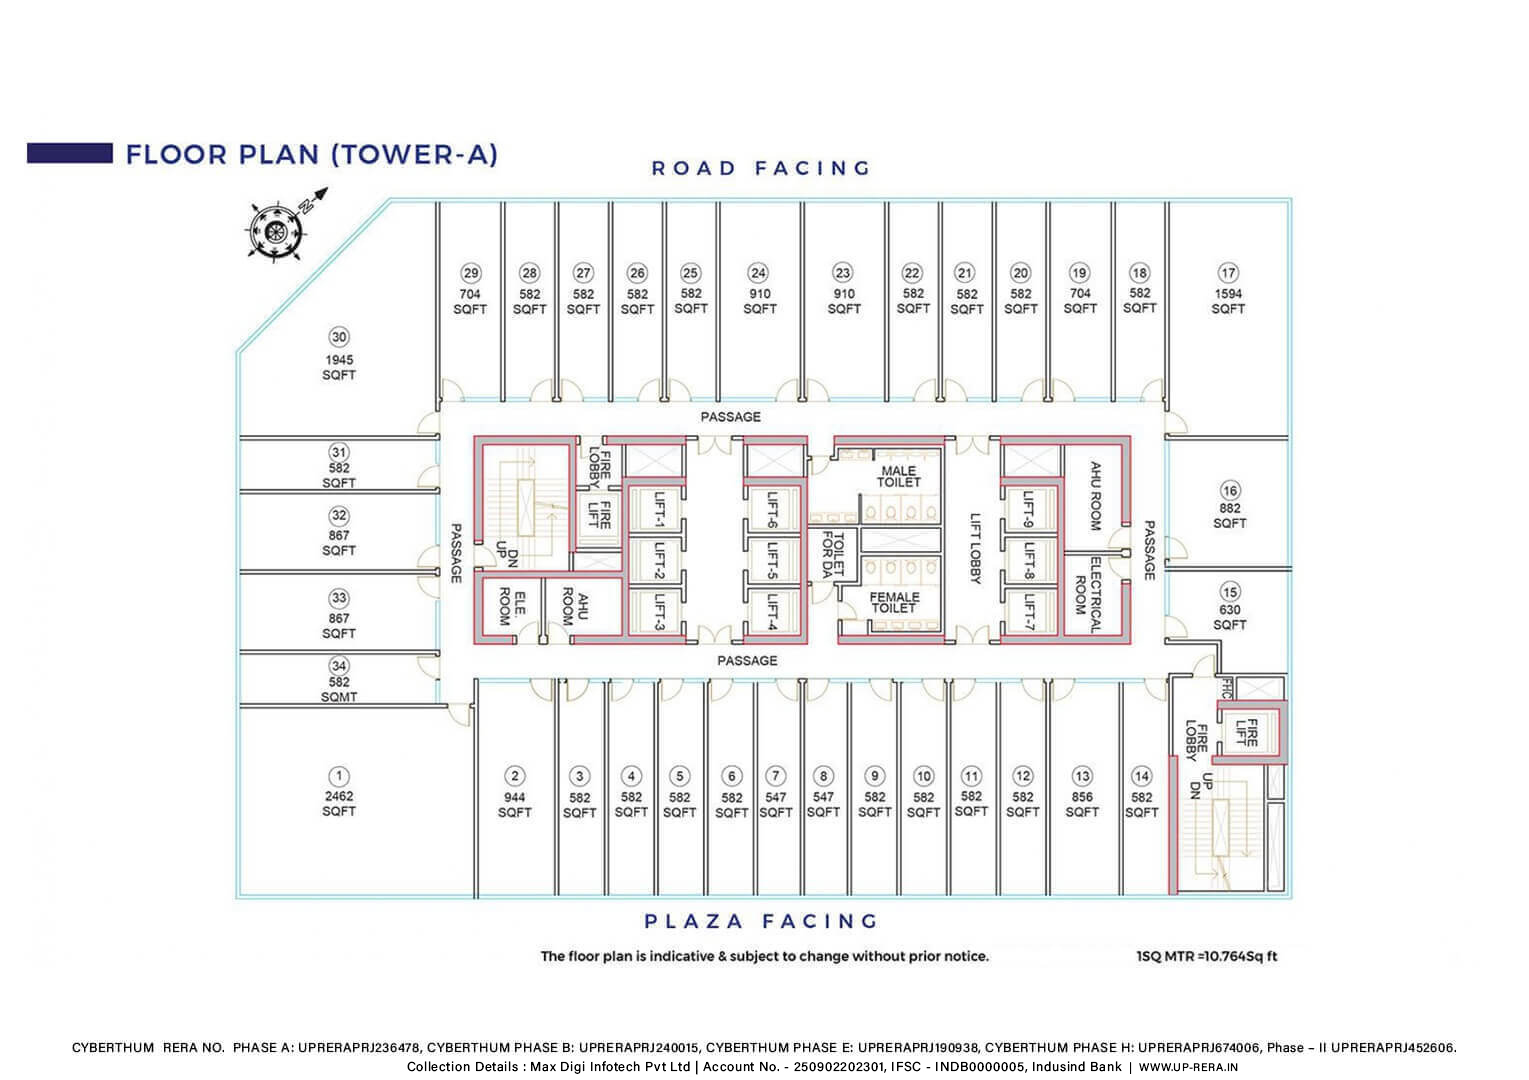 FLOOR PLAN (TOWER-A)
ROAD FACING
N
29
704
SQFT
28
582
SQFT
27
582
SQFT
26
582
SQFT
25
582
SQFT
24
910
SQFT
23
910
SQFT
22
582
SQFT
21
582
SQFT
20
582
SQFT
19
704
SQFT
18
582
SQFT
17
1594
SQFT
30
1945
SQFT
PASSAGE
31
582
SQFT
32
867
SQFT
33
867
SQFT
34
582
SQMT
PASSAGE
DN
UP
FIRE
LOBBY
FIRE
LIFT
ELE.
ROOM
AHU
ROOM
LIFT-1
LIFT-2
LIFT-3
LIFT-6
LIFT-5
LIFT-4
MALE
TOILET
TOILET
FOR DA
FEMALE
TOILET
LIFT LOBBY
LIFT-9
LIFT-8
LIFT-7
AHU ROOM
ELECTRICAL
ROOM
PASSAGE
16
882
SQFT
15
630
SQFT
PASSAGE
1
2462
SQFT
2
944
SQFT
3
582
SQFT
4
582
SQFT
5
582
SQFT
6
582
SQFT
7
547
SQFT
8
547
SQFT
9
582
SQFT
10
582
SQFT
11
582
SQFT
12
582
SQFT
13
856
SQFT
14
582
SQFT
FHC
FIRE
LOBBY
FIRE
LIFT
UP
DN
PLAZA FACING
The floor plan is indicative & subject to change without prior notice.
1SQ MTR =10.764Sq ft
CYBERTHUM RERA NO. PHASE A: UPRERAPRJ236478, CYBERTHUM PHASE B: UPRERAPRJ240015, CYBERTHUM PHASE E: UPRERAPRJ190938, CYBERTHUM PHASE H: UPRERAPRJ674006, Phase – II UPRERAPRJ452606.
Collection Details : Max Digi Infotech Pvt Ltd | Account No. - 250902202301, IFSC - INDB0000005, Indusind Bank | WWW.UP-RERA.IN